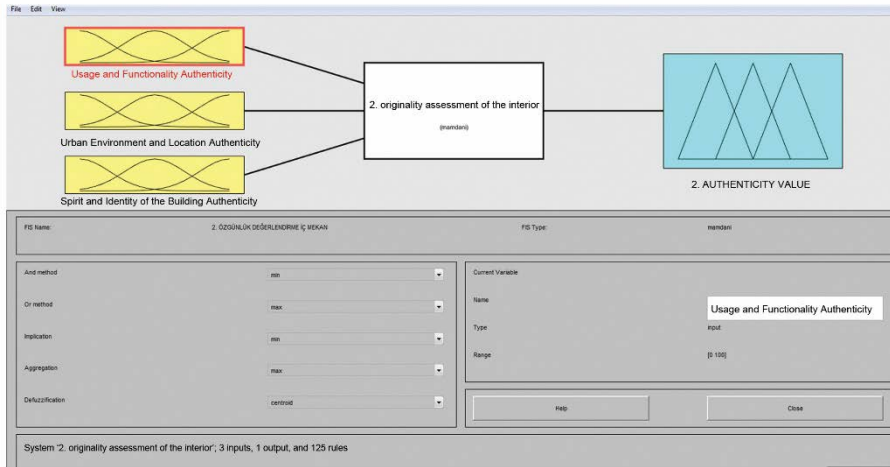 File Edit View
Usage and Functionality Authenticity
Urban Environment and Location Authenticity
Spirit and Identity of the Building Authenticity
2. originality assessment of the interior
(mamdani)
2. AUTHENTICITY VALUE
FIS Name: 2. ÖZGÜNLÜK DEĞERLENDİRME İÇ MEKAN FIS Type: mamdani
And method min
Or method max
Implication min
Aggregation max
Defuzzification centroid
Current Variable
Name Usage and Functionality Authenticity
Type input
Range [0 100]
Help Close
System '2. originality assessment of the interior'; 3 inputs, 1 output, and 125 rules